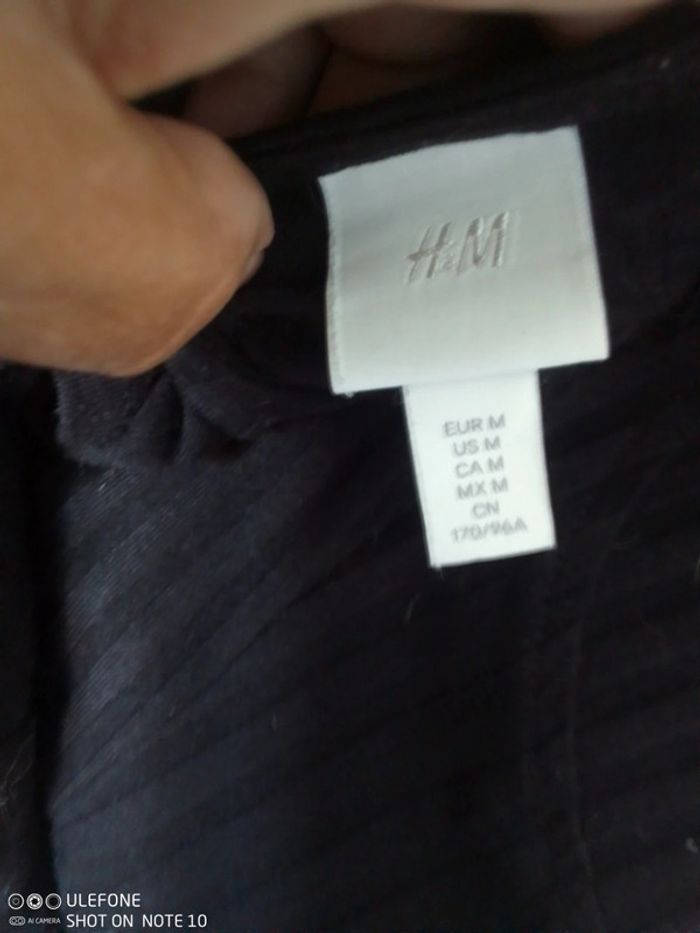 H&M
EUR M
US M
CA M
MX M
CN
170/96A
ULEFONE
AI CAMERA
SHOT ON NOTE 10